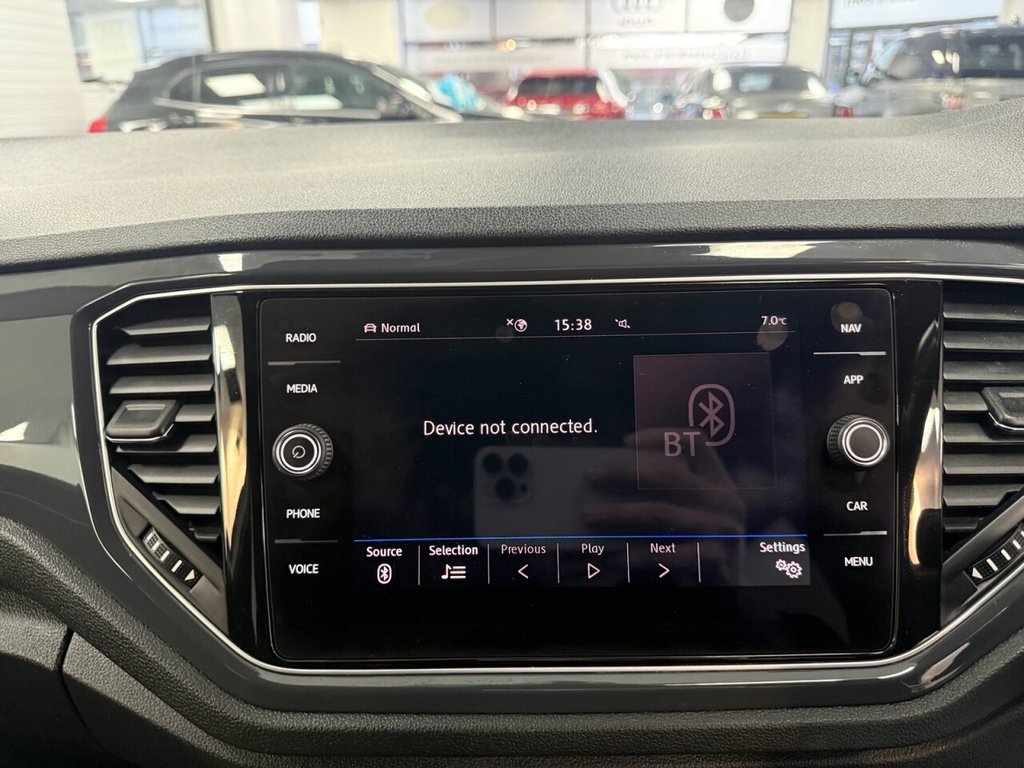 RADIO
MEDIA
PHONE
VOICE
Normal
15:38
7.0°C
Device not connected.
BT
Source
Selection
Previous
Play
Next
Settings
NAV
APP
CAR
MENU